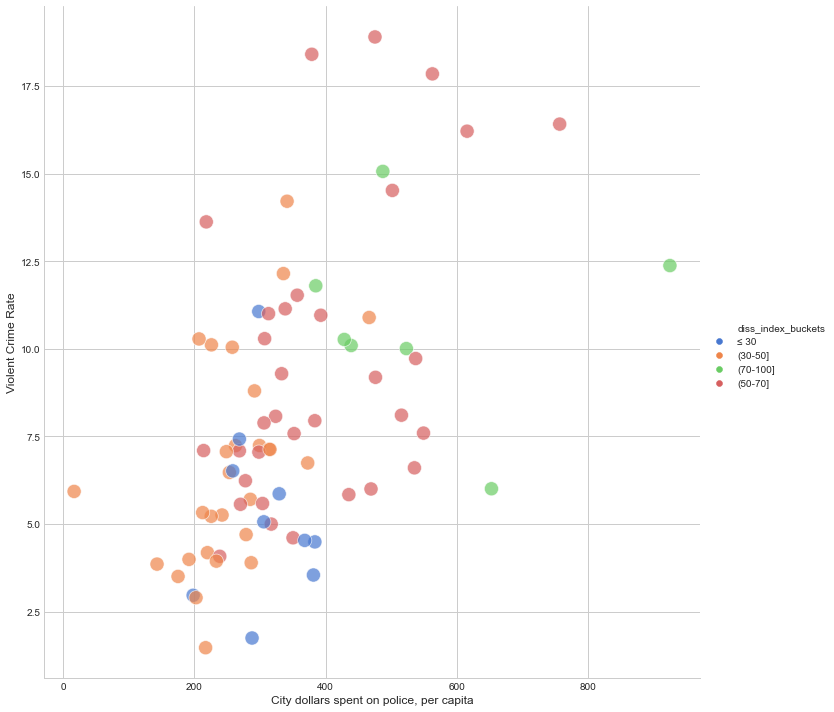 17.5
15.0
12.5
10.0
7.5
5.0
2.5
Violent Crime Rate
0 200 400 600 800
City dollars spent on police, per capita
diss_index_buckets
≤ 30
(30-50]
(70-100]
(50-70]